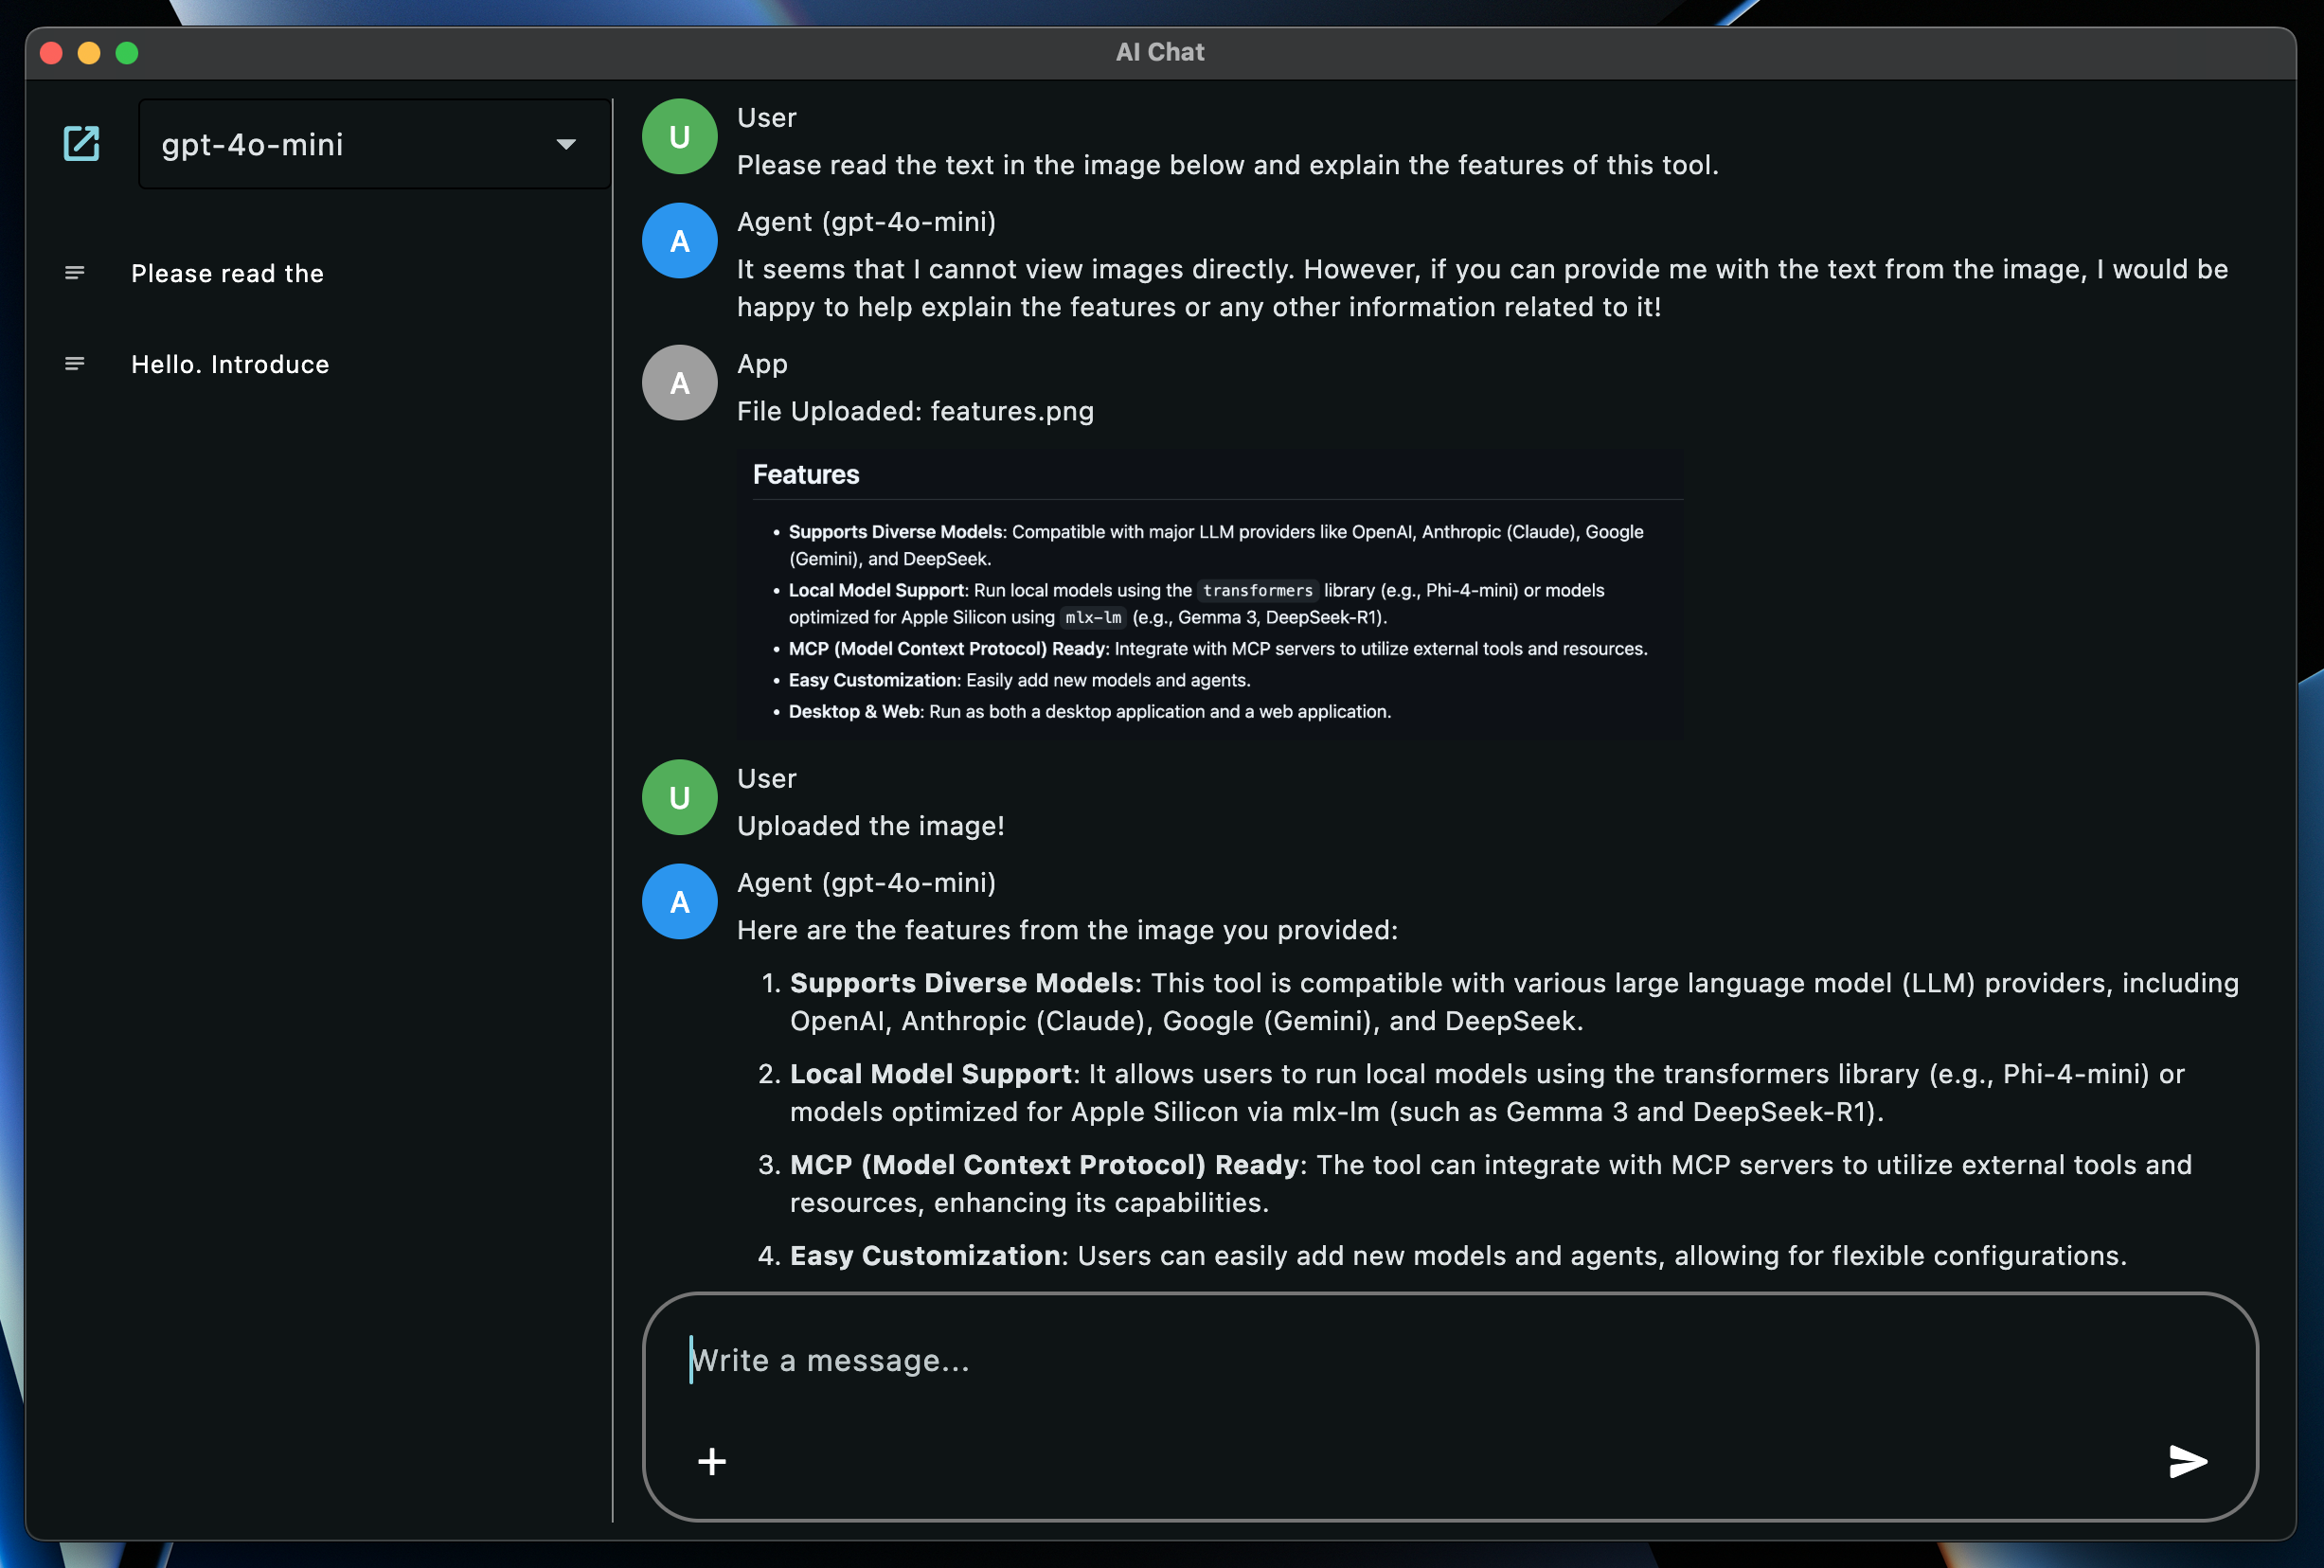 AI Chat
gpt-4o-mini
Please read the
Hello. Introduce
U
User
Please read the text in the image below and explain the features of this tool.
A
Agent (gpt-4o-mini)
It seems that I cannot view images directly. However, if you can provide me with the text from the image, I would be
happy to help explain the features or any other information related to it!
A
App
File Uploaded: features.png
Features
• Supports Diverse Models: Compatible with major LLM providers like OpenAI, Anthropic (Claude), Google
(Gemini), and DeepSeek.
• Local Model Support: Run local models using the transformers library (e.g., Phi-4-mini) or models
optimized for Apple Silicon using mlx-lm (e.g., Gemma 3, DeepSeek-R1).
• MCP (Model Context Protocol) Ready: Integrate with MCP servers to utilize external tools and resources.
• Easy Customization: Easily add new models and agents.
• Desktop & Web: Run as both a desktop application and a web application.
U
User
Uploaded the image!
A
Agent (gpt-4o-mini)
Here are the features from the image you provided:
1. Supports Diverse Models: This tool is compatible with various large language model (LLM) providers, including
OpenAI, Anthropic (Claude), Google (Gemini), and DeepSeek.
2. Local Model Support: It allows users to run local models using the transformers library (e.g., Phi-4-mini) or
models optimized for Apple Silicon via mlx-lm (such as Gemma 3 and DeepSeek-R1).
3. MCP (Model Context Protocol) Ready: The tool can integrate with MCP servers to utilize external tools and
resources, enhancing its capabilities.
4. Easy Customization: Users can easily add new models and agents, allowing for flexible configurations.
Write a message...